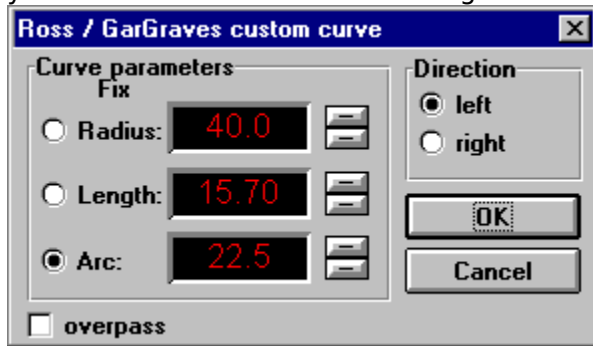 Ross / GarGraves custom curve
Curve parameters
Fix
Radius: 40.0
Length: 15.70
Arc: 22.5
overpass
Direction
left
right
OK
Cancel